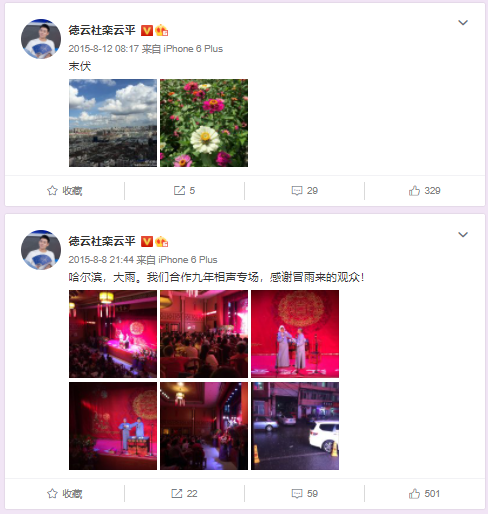 德云社栾云平
2015-8-12 08:17 来自 iPhone 6 Plus
末伏
收藏 5 29 329
德云社栾云平
2015-8-8 21:44 来自 iPhone 6 Plus
哈尔滨，大雨。我们合作九年相声专场，感谢冒雨来的观众！
收藏 22 59 501